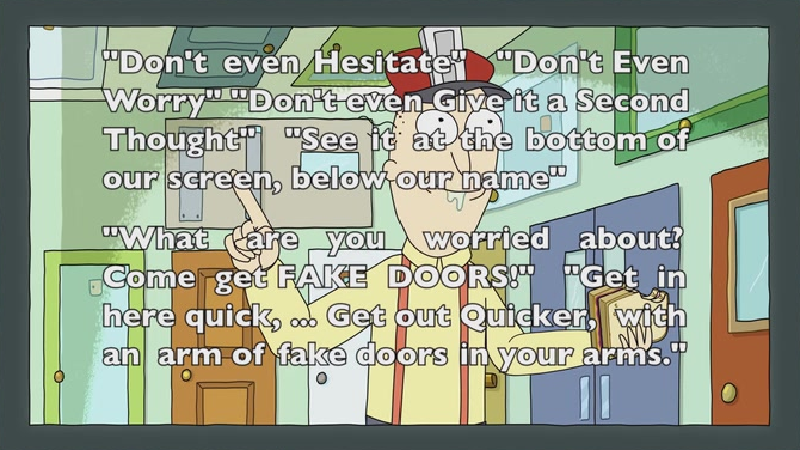 "Don't even Hesitate" "Don't Even
Worry" "Don't even Give it a Second
Thought" "See it at the bottom of
our screen, below our name"
"What are you worried about?
Come get FAKE DOORS!" "Get in
here quick, ... Get out Quicker, with
an arm of fake doors in your arms."